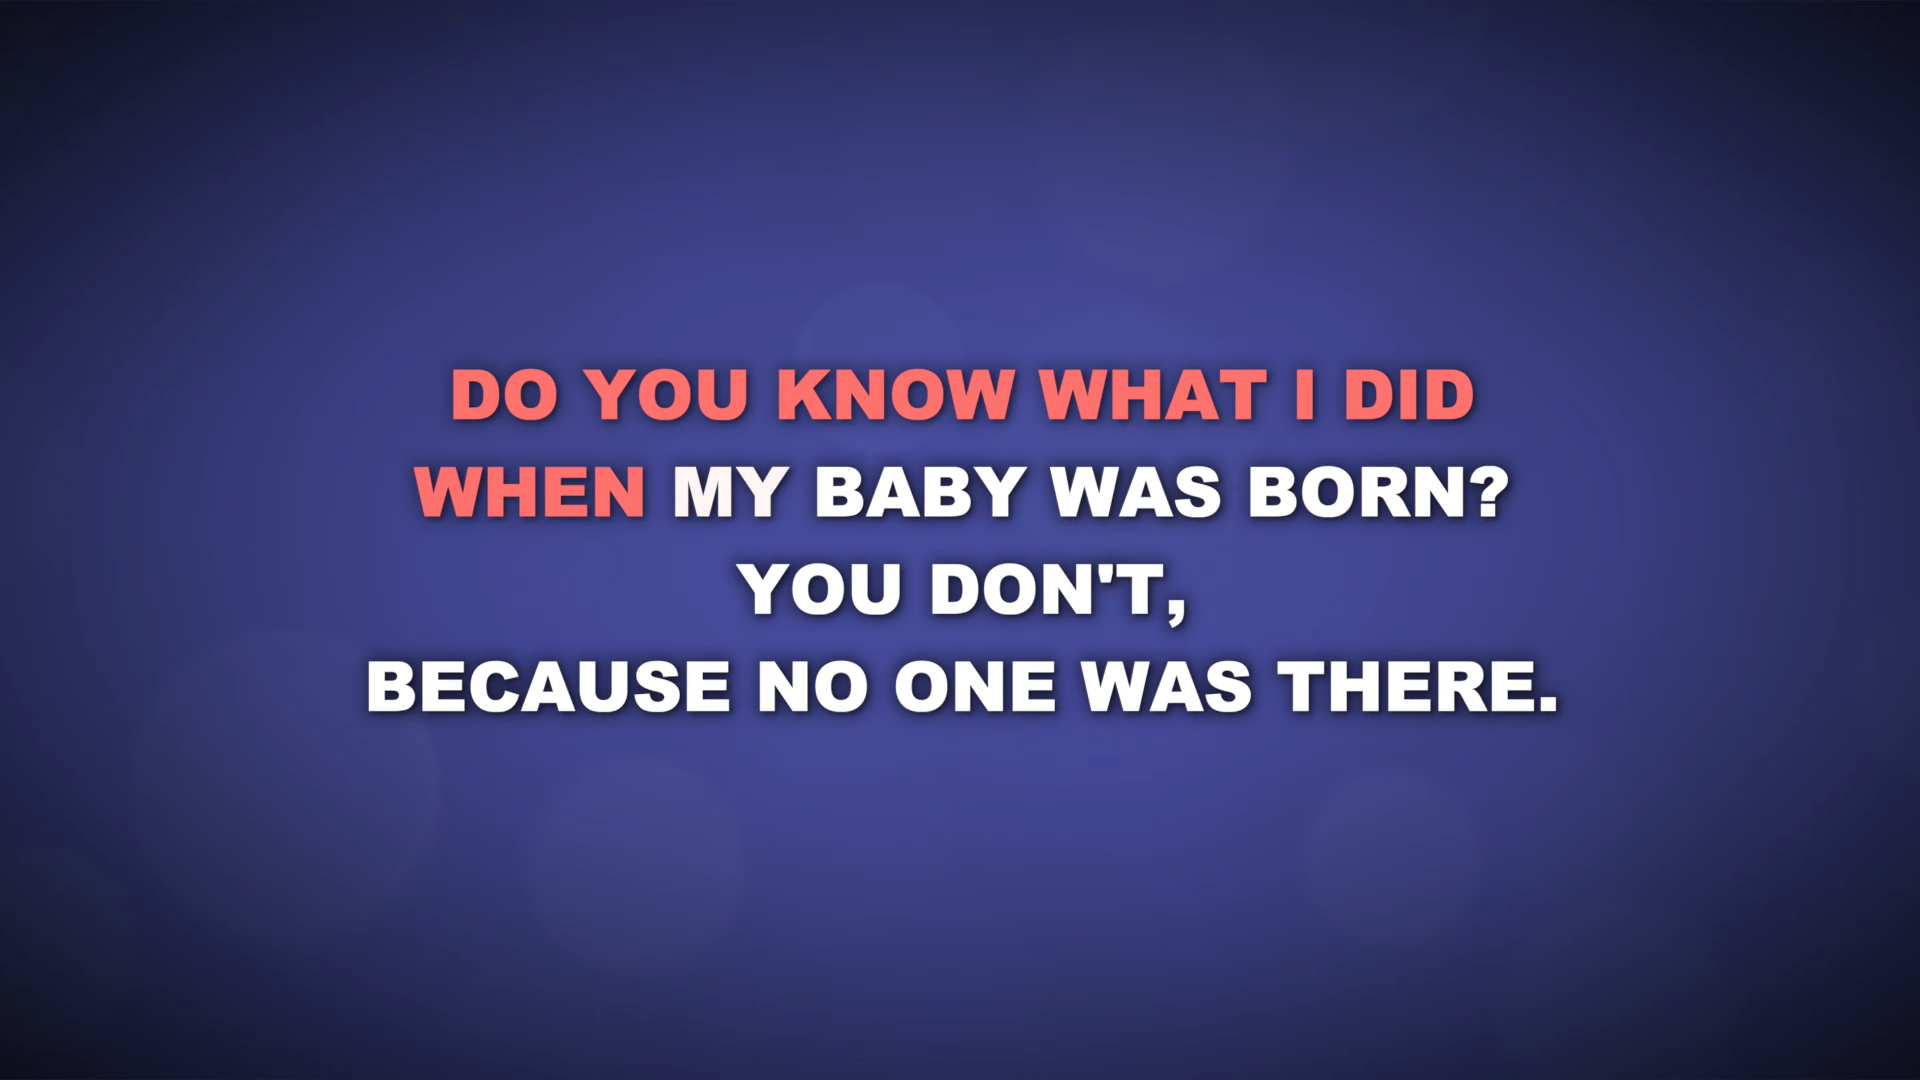 DO YOU KNOW WHAT I DID
WHEN MY BABY WAS BORN?
YOU DON'T,
BECAUSE NO ONE WAS THERE.